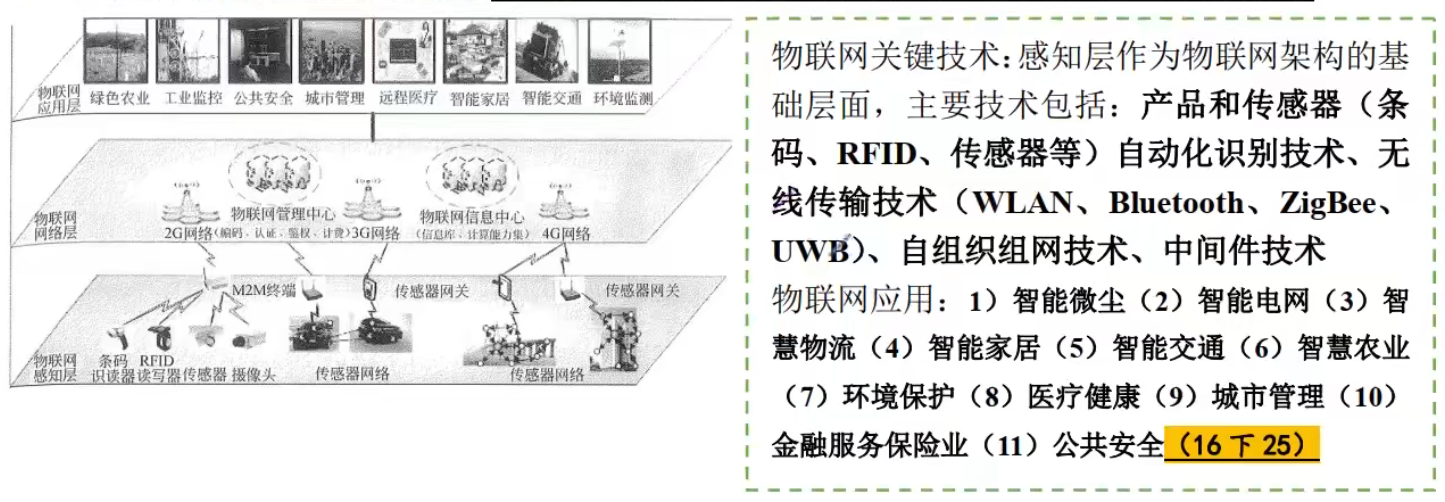 绿色农业 工业监控 公共安全 城市管理 远程医疗 智能家居 智能交通 环境监测
物联网
应用层
物联网管理中心
物联网信息中心
2G网络(编码、认证、鉴权、计费)3G网络
(信息库、计算能力集)
4G网络
物联网
网络层
M2M终端
传感器网关
传感器网关
条码
识读器
RFID
读写器
传感器
摄像头
传感器网络
传感器网络
物联网
感知层
物联网关键技术：感知层作为物联网架构的基
础层面，主要技术包括：产品和传感器（条
码、RFID、传感器等）自动化识别技术、无
线传输技术（WLAN、Bluetooth、ZigBee、
UWB）、自组织组网技术、中间件技术
物联网应用：1）智能微尘（2）智能电网（3）智
慧物流（4）智能家居（5）智能交通（6）智慧农业
（7）环境保护（8）医疗健康（9）城市管理（10）
金融服务保险业（11）公共安全（16 下 25）